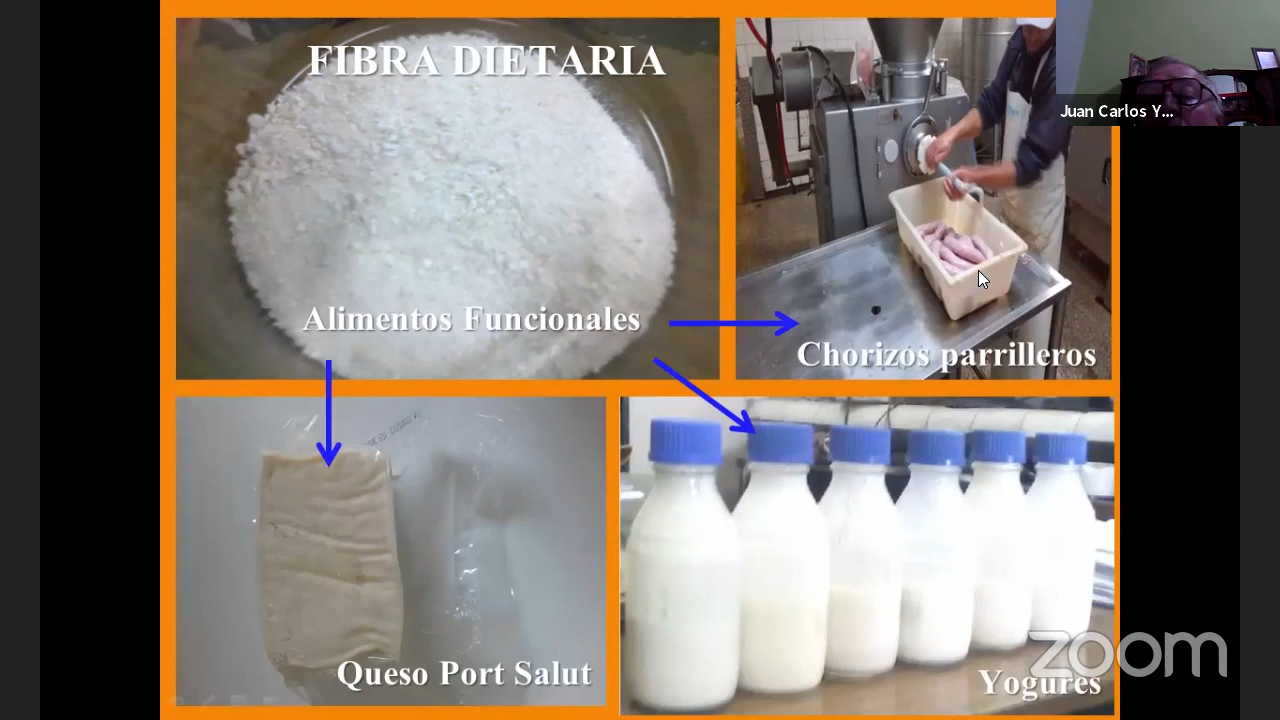 FIBRA DIETARIA
Juan Carlos Y...
Alimentos Funcionales
Chorizos parrilleros
Queso Port Salut
Yogures
zoom